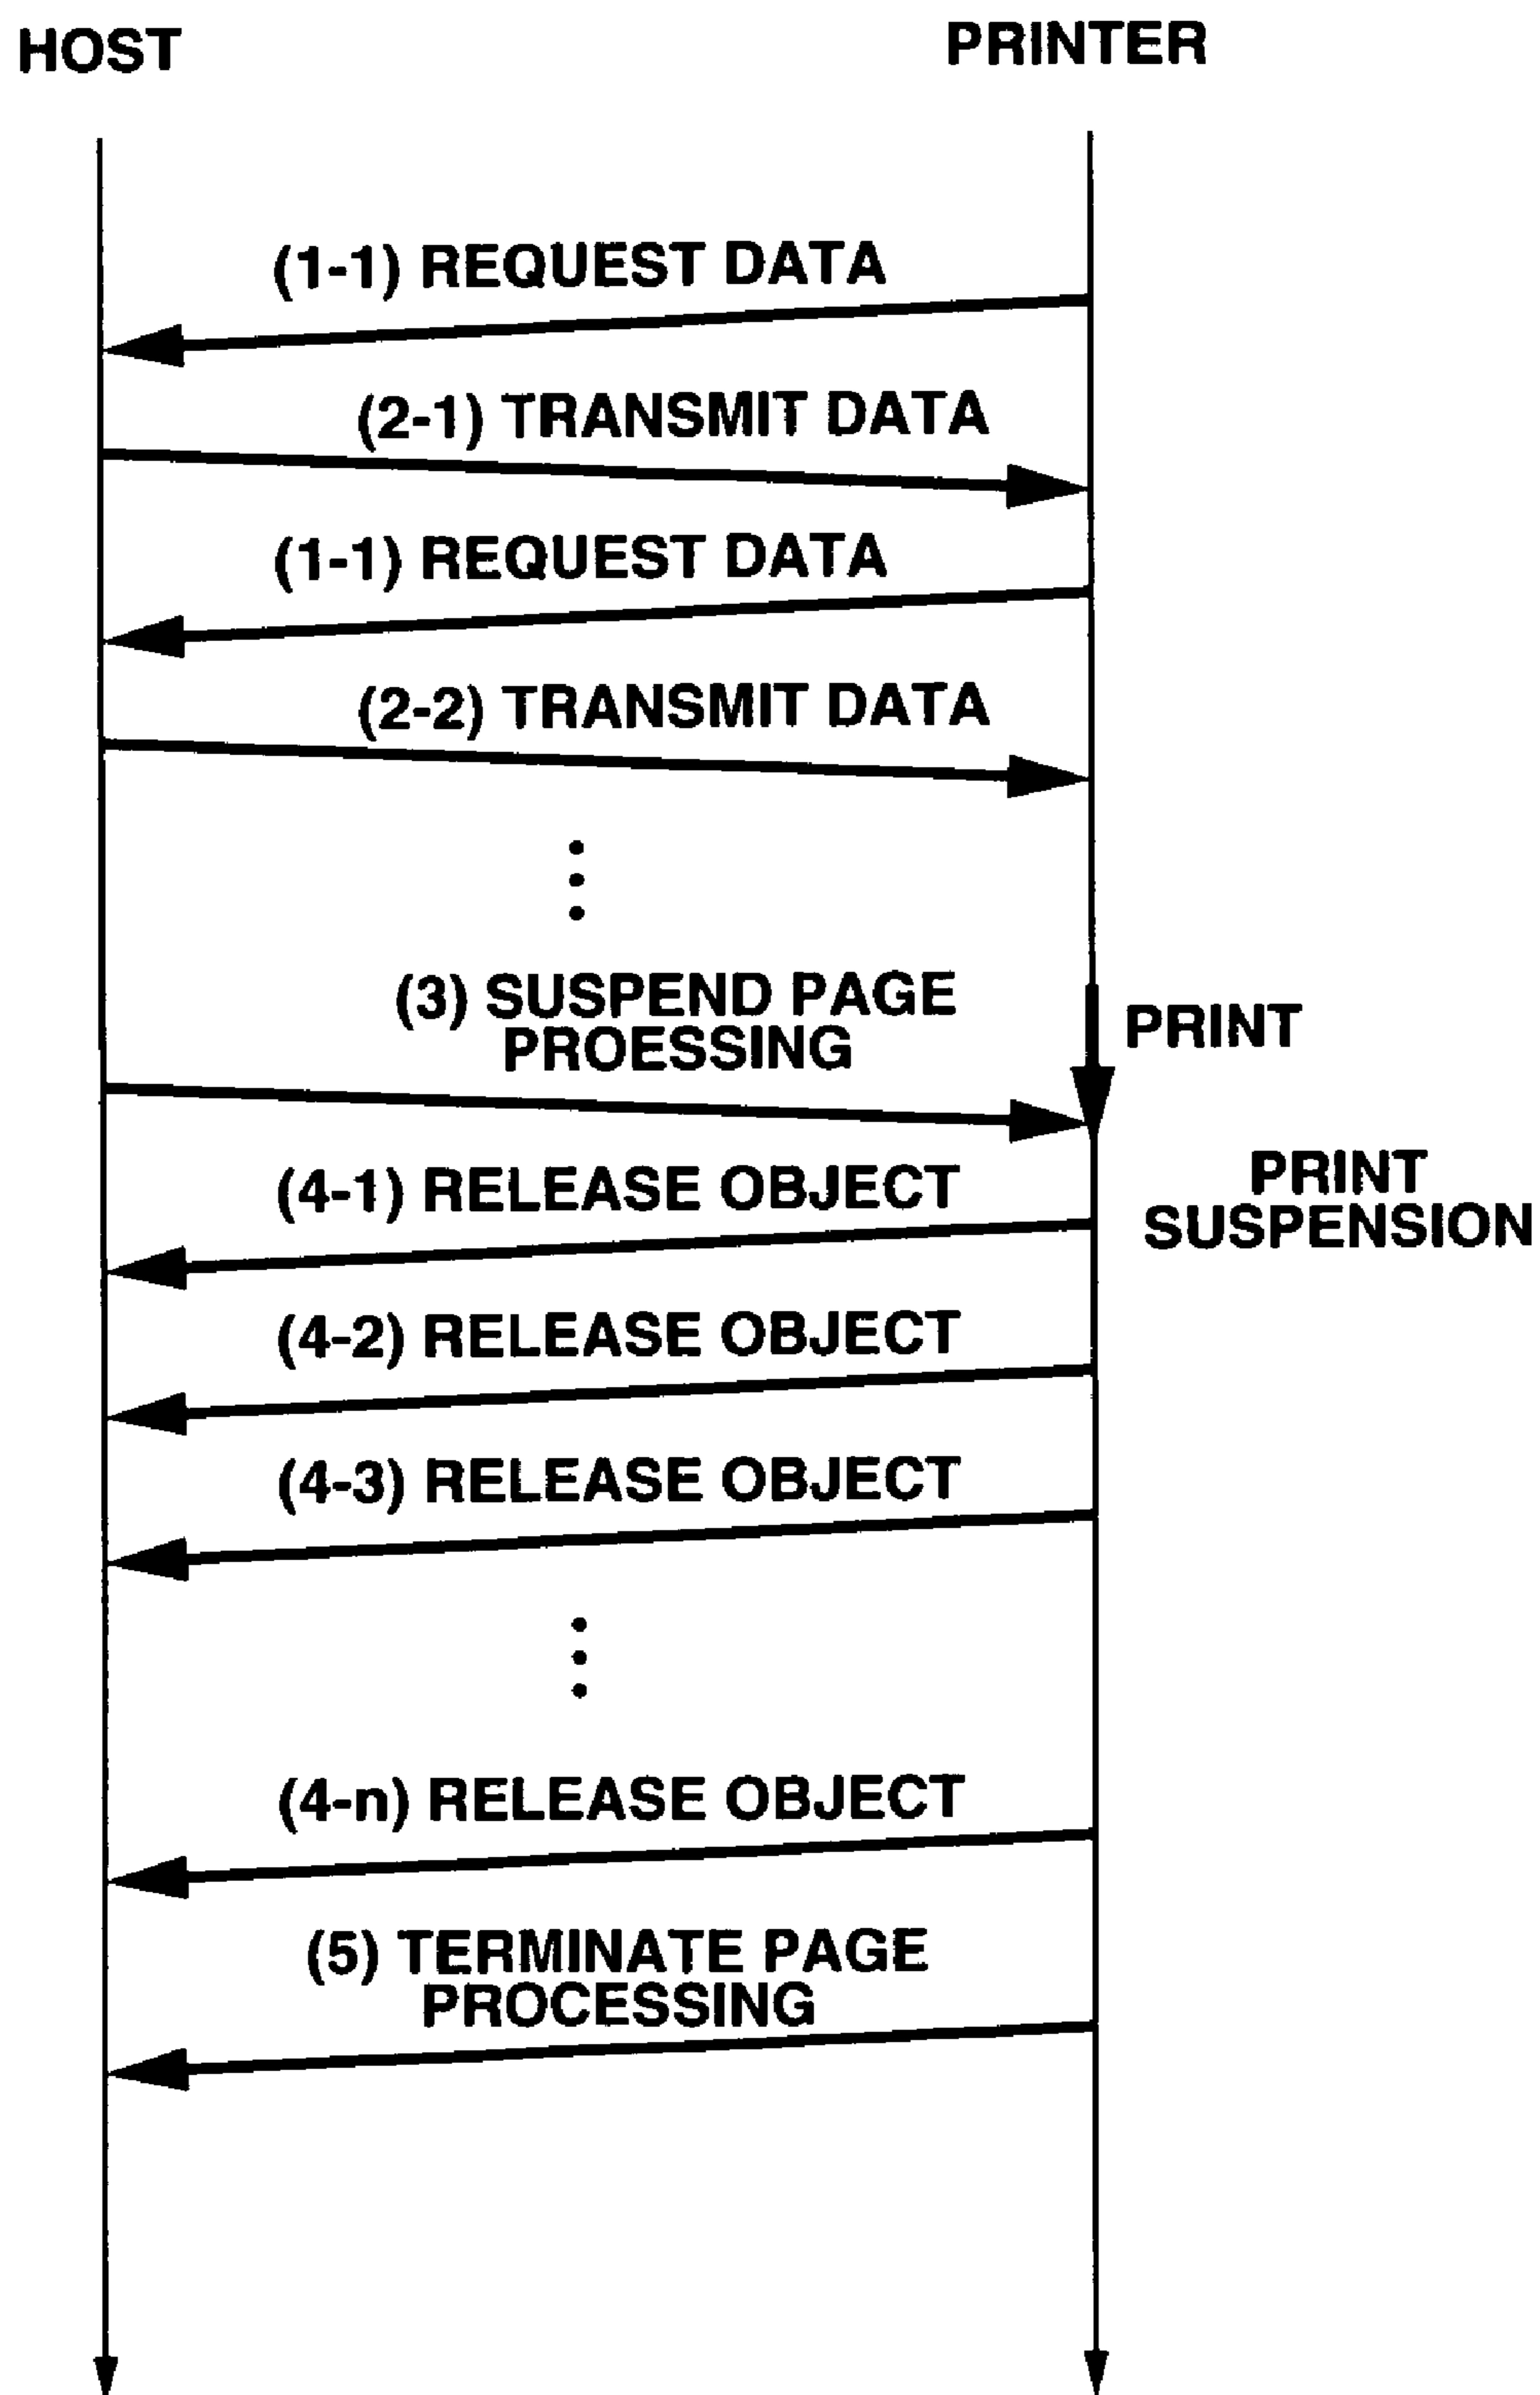 HOST
PRINTER
(1-1) REQUEST DATA
(2-1) TRANSMIT DATA
(1-1) REQUEST DATA
(2-2) TRANSMIT DATA
(3) SUSPEND PAGE
PROESSING
PRINT
PRINT
SUSPENSION
(4-1) RELEASE OBJECT
(4-2) RELEASE OBJECT
(4-3) RELEASE OBJECT
(4-n) RELEASE OBJECT
(5) TERMINATE PAGE
PROCESSING